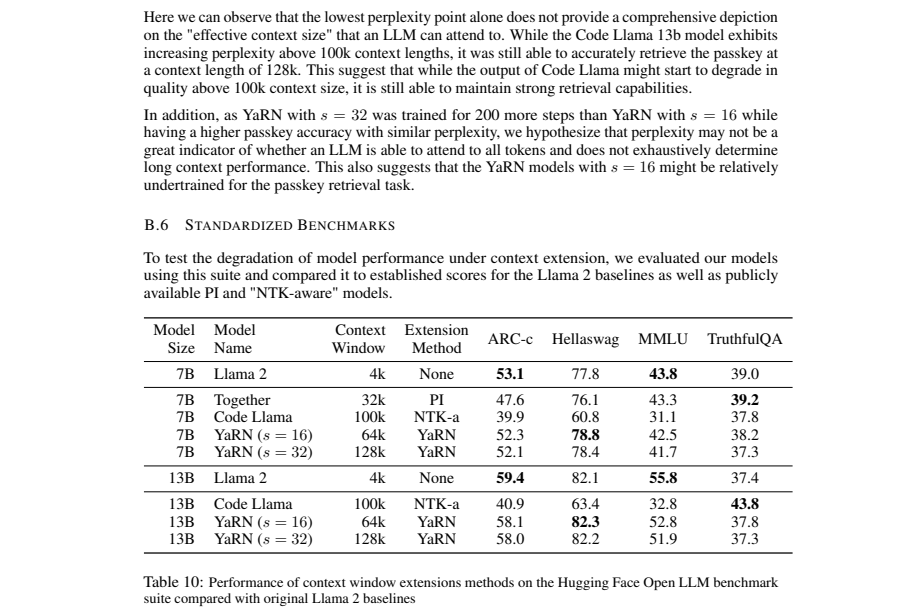 Here we can observe that the lowest perplexity point alone does not provide a comprehensive depiction
on the "effective context size" that an LLM can attend to. While the Code Llama 13b model exhibits
increasing perplexity above 100k context lengths, it was still able to accurately retrieve the passkey at
a context length of 128k. This suggest that while the output of Code Llama might start to degrade in
quality above 100k context size, it is still able to maintain strong retrieval capabilities.
In addition, as YaRN with s = 32 was trained for 200 more steps than YaRN with s = 16 while
having a higher passkey accuracy with similar perplexity, we hypothesize that perplexity may not be a
great indicator of whether an LLM is able to attend to all tokens and does not exhaustively determine
long context performance. This also suggests that the YaRN models with s = 16 might be relatively
undertrained for the passkey retrieval task.
B.6 STANDARDIZED BENCHMARKS
To test the degradation of model performance under context extension, we evaluated our models
using this suite and compared it to established scores for the Llama 2 baselines as well as publicly
available PI and "NTK-aware" models.
Model Size Model Name Context Window Extension Method ARC-c Hellaswag MMLU TruthfulQA
7B Llama 2 4k None 53.1 77.8 43.8 39.0
7B Together 32k PI 47.6 76.1 43.3 39.2
7B Code Llama 100k NTK-a 39.9 60.8 31.1 37.8
7B YaRN (s = 16) 64k YaRN 52.3 78.8 42.5 38.2
7B YaRN (s = 32) 128k YaRN 52.1 78.4 41.7 37.3
13B Llama 2 4k None 59.4 82.1 55.8 37.4
13B Code Llama 100k NTK-a 40.9 63.4 32.8 43.8
13B YaRN (s = 16) 64k YaRN 58.1 82.3 52.8 37.8
13B YaRN (s = 32) 128k YaRN 58.0 82.2 51.9 37.3
Table 10: Performance of context window extensions methods on the Hugging Face Open LLM benchmark
suite compared with original Llama 2 baselines